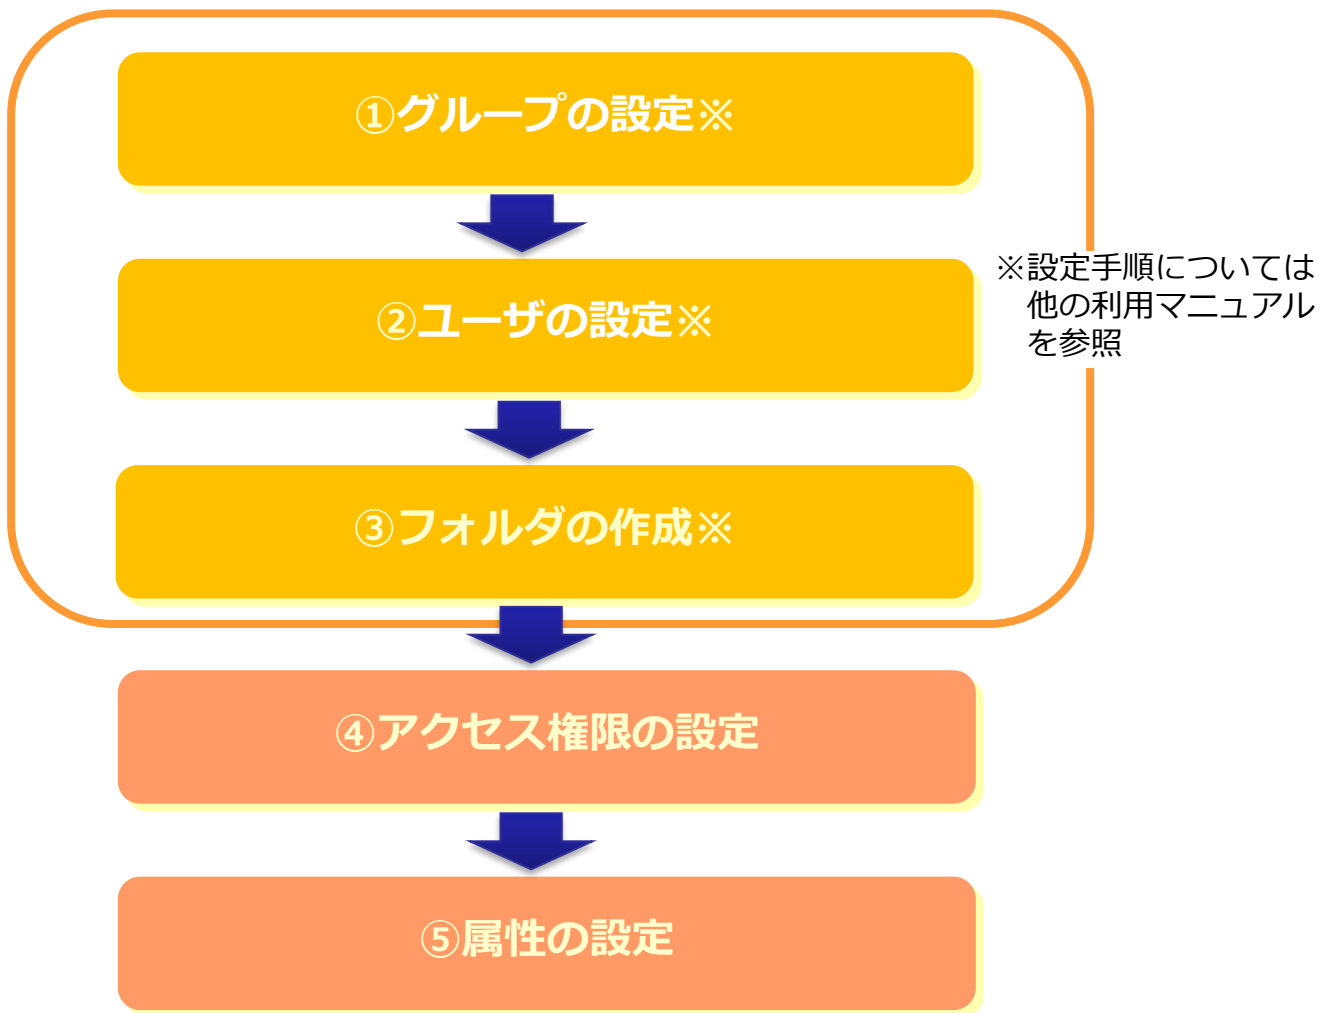 ①グループの設定※
②ユーザの設定※
※設定手順については
他の利用マニュアル
を参照
③フォルダの作成※
④アクセス権限の設定
⑤属性の設定